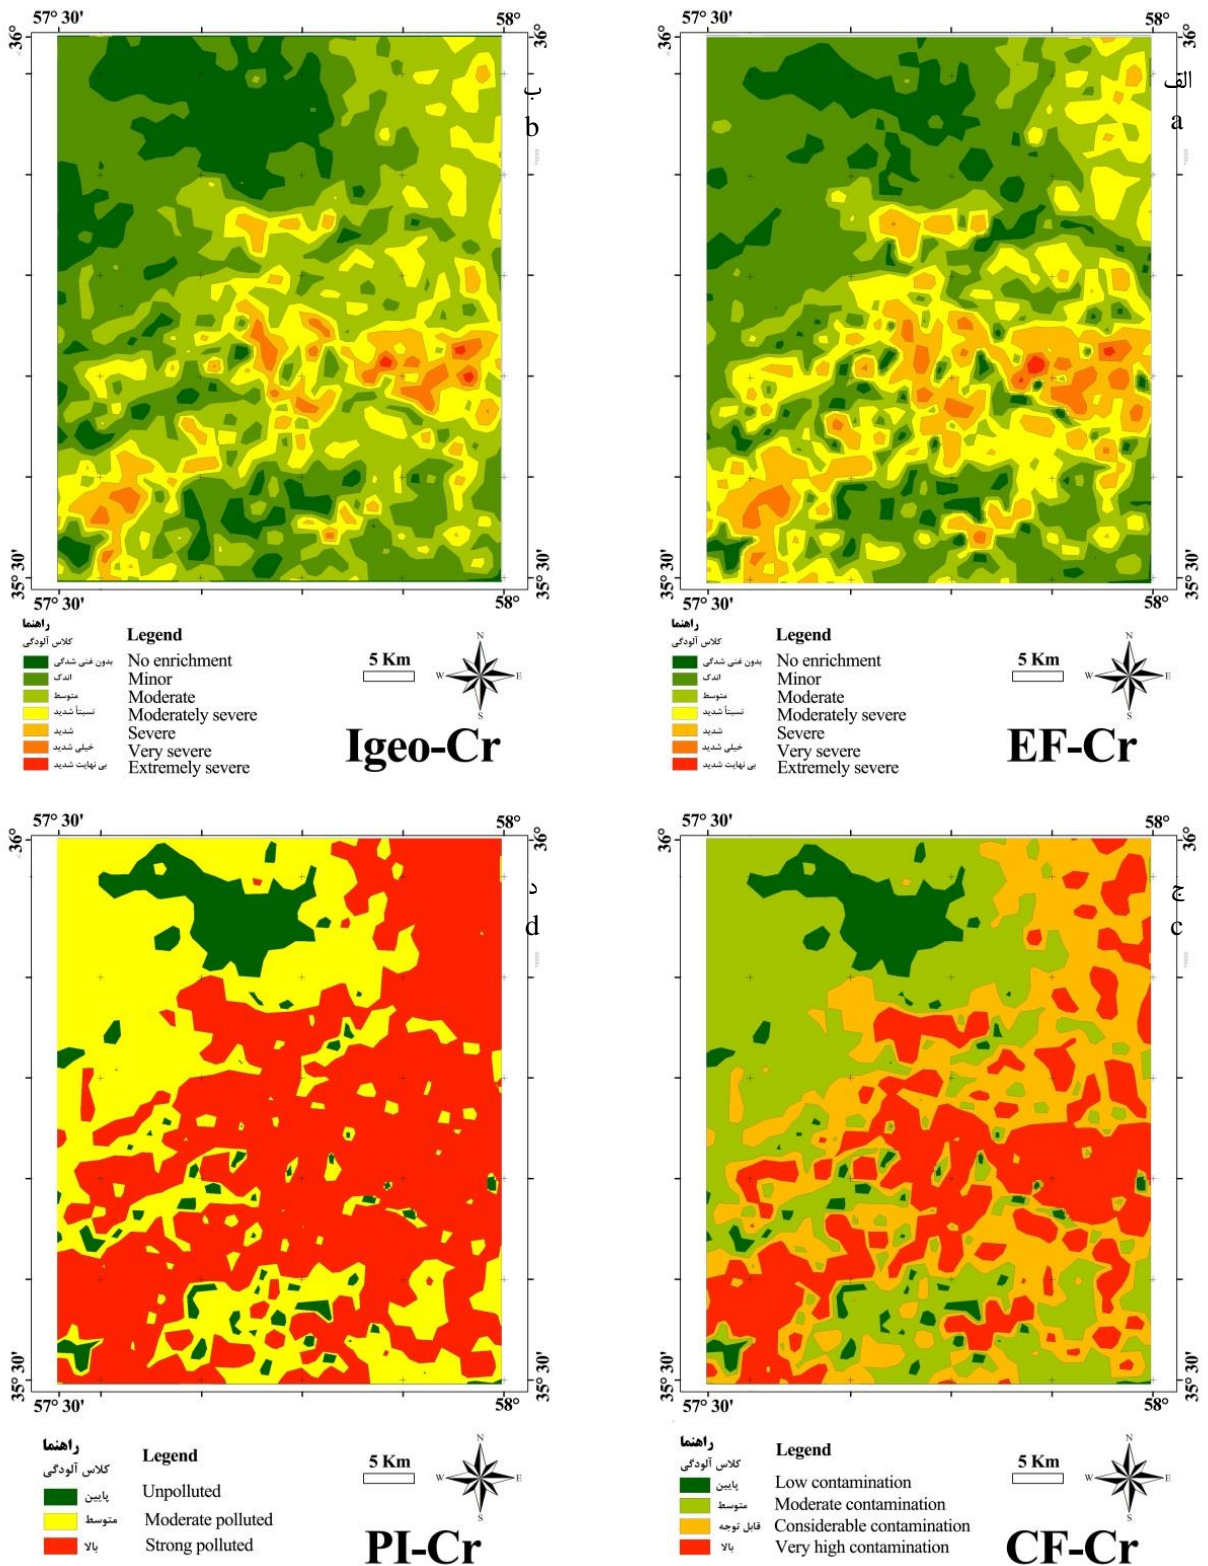 57° 30'
58°
36°
36°
ب
b
35° 30'
35° 30'
57° 30'
58°
راهنما
Legend
کلاس آلودگی
بدون غنی شدگی No enrichment
اندک Minor
متوسط Moderate
نسبتاً شدید Moderately severe
شدید Severe
خیلی شدید Very severe
بی نهایت شدید Extremely severe
5 Km
N
W E
S
Igeo-Cr
57° 30'
58°
36°
36°
الف
a
35° 30'
35° 30'
57° 30'
58°
راهنما
Legend
کلاس آلودگی
بدون غنی شدگی No enrichment
اندک Minor
متوسط Moderate
نسبتاً شدید Moderately severe
شدید Severe
خیلی شدید Very severe
بی نهایت شدید Extremely severe
5 Km
N
W E
S
EF-Cr
57° 30'
58°
36°
36°
د
d
35° 30'
35° 30'
57° 30'
58°
راهنما
Legend
کلاس آلودگی
پایین Unpolluted
متوسط Moderate polluted
بالا Strong polluted
5 Km
N
W E
S
PI-Cr
57° 30'
58°
36°
36°
ج
c
35° 30'
35° 30'
57° 30'
58°
راهنما
Legend
کلاس آلودگی
پایین Low contamination
متوسط Moderate contamination
قابل توجه Considerable contamination
بالا Very high contamination
5 Km
N
W E
S
CF-Cr